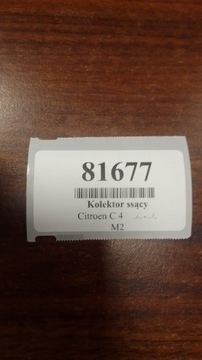 81677
Kolektor ssący
Citroen C 4
M2